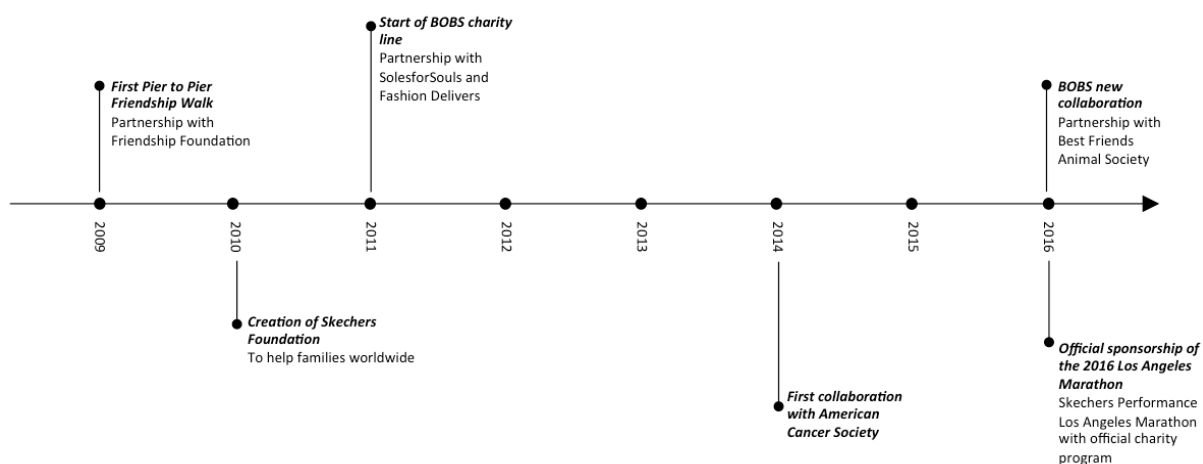 Start of BOBS charity
line
Partnership with
SolesforSouls and
Fashion Delivers
First Pier to Pier
Friendship Walk
Partnership with
Friendship Foundation
BOBS new
collaboration
Partnership with
Best Friends
Animal Society
2009
2010
2011
2012
2013
2014
2015
2016
Creation of Skechers
Foundation
To help families worldwide
First collaboration
with American
Cancer Society
Official sponsorship of
the 2016 Los Angeles
Marathon
Skechers Performance
Los Angeles Marathon
with official charity
program